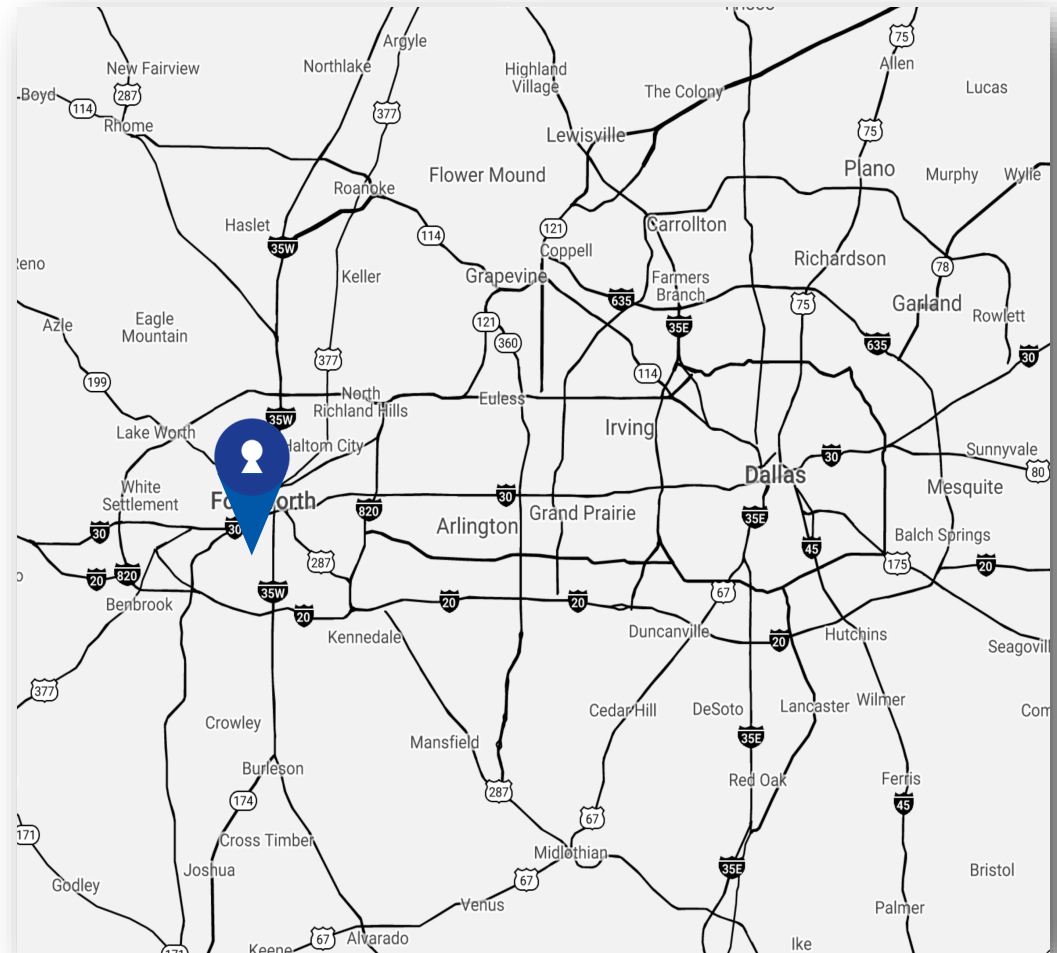 Argyle
75
New Fairview
Northlake
Highland
Village
Allen
Boyd
114
287
377
The Colony
Lucas
Rhome
Lewisville
75
Roanoke
Flower Mound
Plano
Murphy
Wylie
Haslet
35W
114
121
Carrollton
Coppell
Richardson
78
Keller
Grapevine
Farmers
Branch
635
75
Garland
Rowlett
Azle
Eagle
Mountain
121
35E
360
635
377
30
199
114
North
Richland Hills
Euless
35W
Lake Worth
Haltom City
Irving
30
Sunnyvale
80
White
Settlement
Dallas
Mesquite
30
820
Arlington
Grand Prairie
35E
30
30
Balch Springs
45
287
175
20
20
820
Benbrook
35W
67
20
20
20
Kennedale
Duncanville
20
Hutchins
377
Crowley
Cedar Hill
DeSoto
Lancaster
Wilmer
Mansfield
35E
Burleson
Red Oak
Ferris
174
287
45
171
Cross Timber
67
Midlothian
Joshua
35E
Godley
67
Bristol
Venus
Palmer
67
Alvarado
Ike
Keene
171